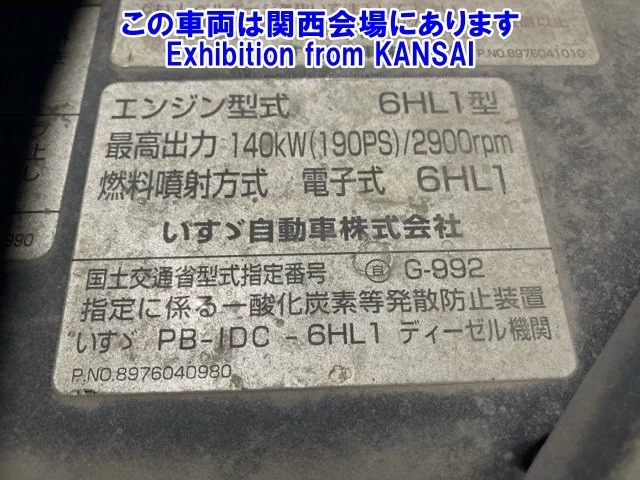 この車両は関西会場にあります
Exhibition from KANSAI
P.NO.8976041010
エンジン型式 6HL1型
最高出力 140kW(190PS)/2900rpm
燃料噴射方式 電子式 6HL1
いすゞ自動車株式会社
国土交通省型式指定番号 自 G-992
指定に係る一酸化炭素等発散防止装置
いすゞ PB-IDC - 6HL1 ディーゼル機関
P.NO.8976040980
990